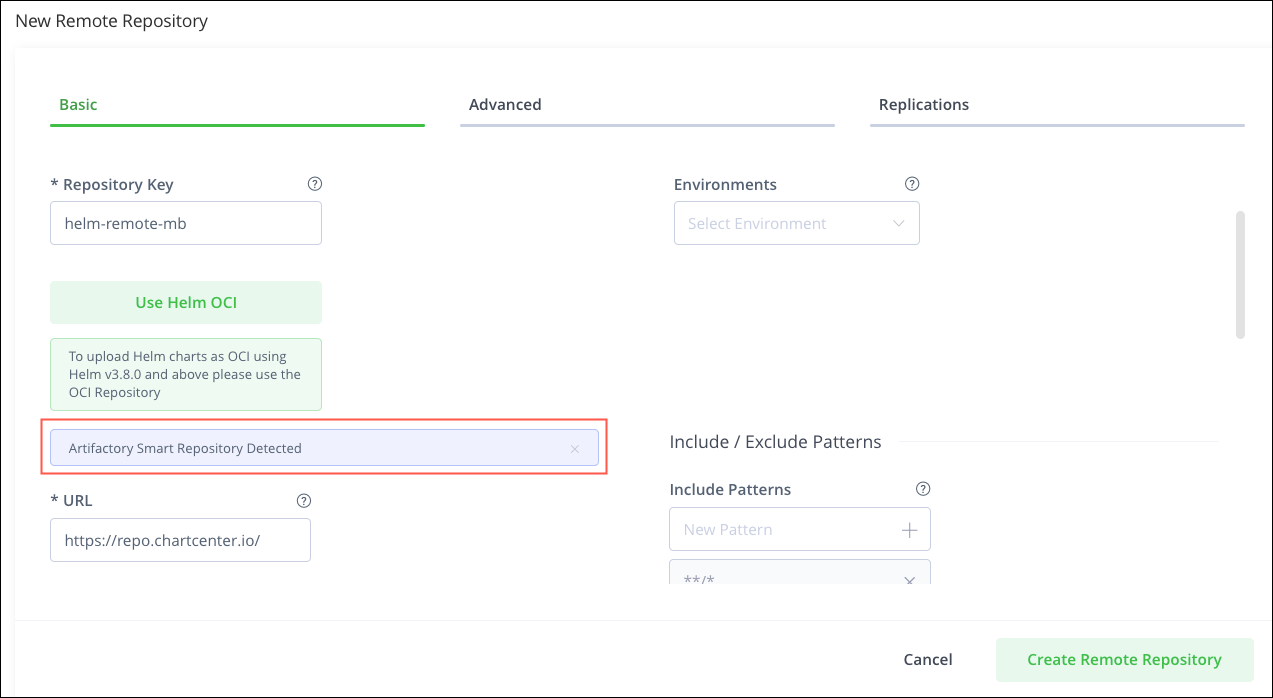 New Remote Repository
Basic
Advanced
Replications
* Repository Key
helm-remote-mb
Environments
Select Environment
Use Helm OCI
To upload Helm charts as OCI using
Helm v3.8.0 and above please use the
OCI Repository
Artifactory Smart Repository Detected
* URL
https://repo.chartcenter.io/
Include / Exclude Patterns
Include Patterns
New Pattern
**/*
Cancel
Create Remote Repository